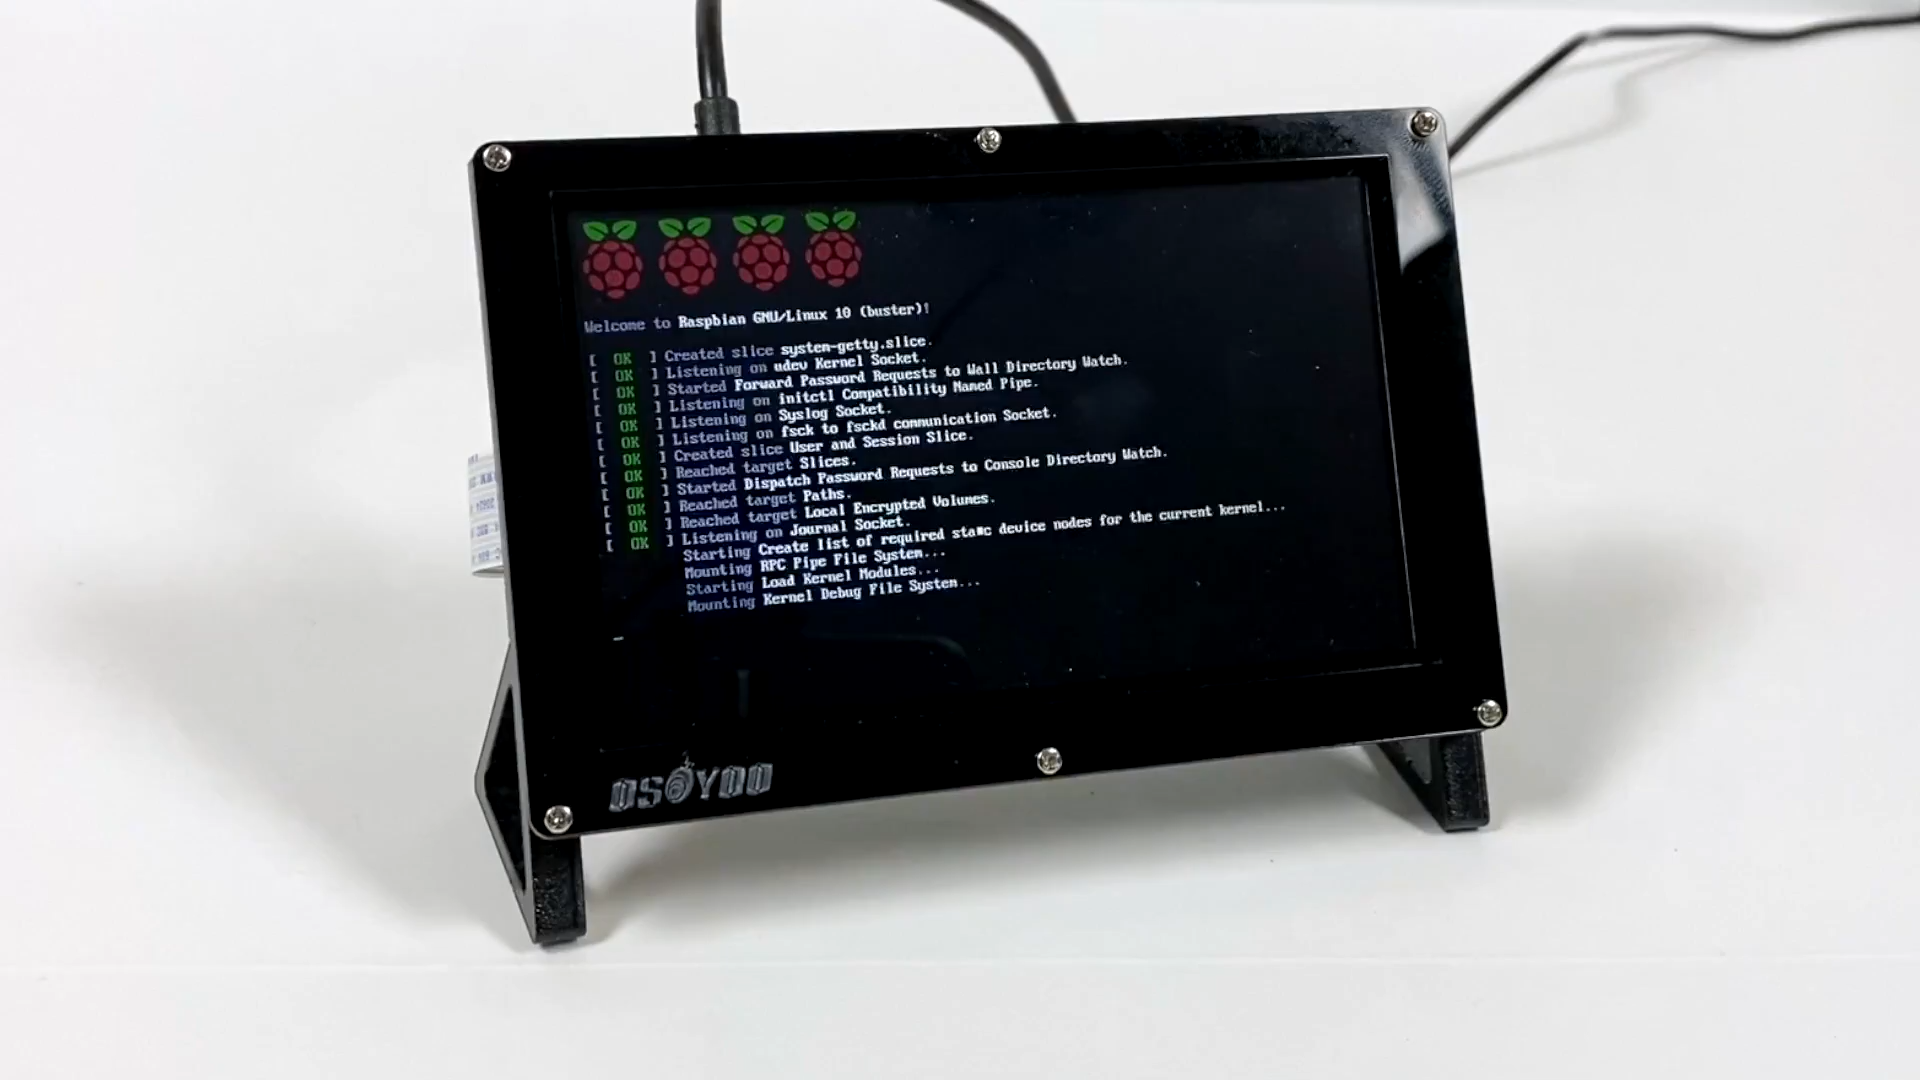 Welcome to Raspbian GNU/Linux 10 (buster)!
[ OK ] Created slice system-getty.slice.
[ OK ] Listening on udev Kernel Socket.
[ OK ] Started Forward Password Requests to Wall Directory Watch.
[ OK ] Listening on initctl Compatibility Named Pipe.
[ OK ] Listening on Syslog Socket.
[ OK ] Listening on fsck to fsckd communication Socket.
[ OK ] Created slice User and Session Slice.
[ OK ] Reached target Slices.
[ OK ] Started Dispatch Password Requests to Console Directory Watch.
[ OK ] Reached target Paths.
[ OK ] Reached target Local Encrypted Volumes.
[ OK ] Listening on Journal Socket.
Starting Create list of required sta…c device nodes for the current kernel...
Mounting RPC Pipe File System...
Starting Load Kernel Modules...
Mounting Kernel Debug File System...
OSOYOO